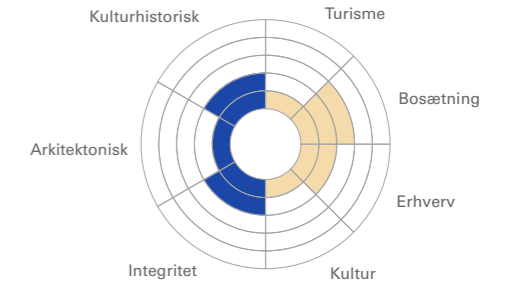 Kulturhistorisk
Turisme
Bosætning
Arkitektonisk
Erhverv
Integritet
Kultur